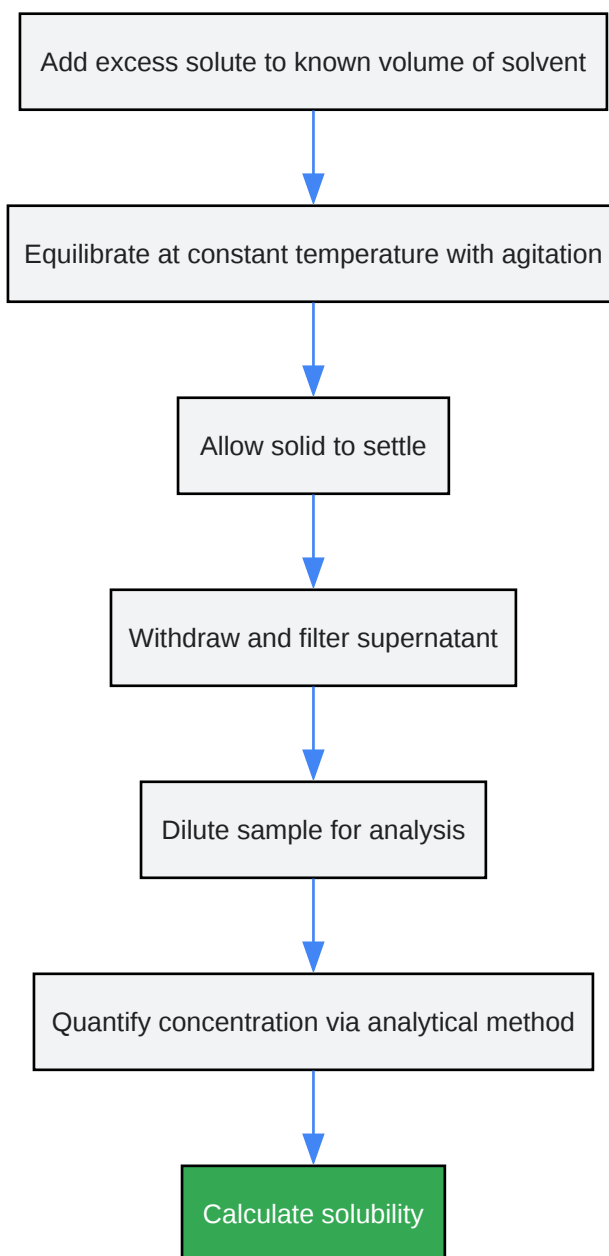 Add excess solute to known volume of solvent
Equilibrate at constant temperature with agitation
Allow solid to settle
Withdraw and filter supernatant
Dilute sample for analysis
Quantify concentration via analytical method
Calculate solubility